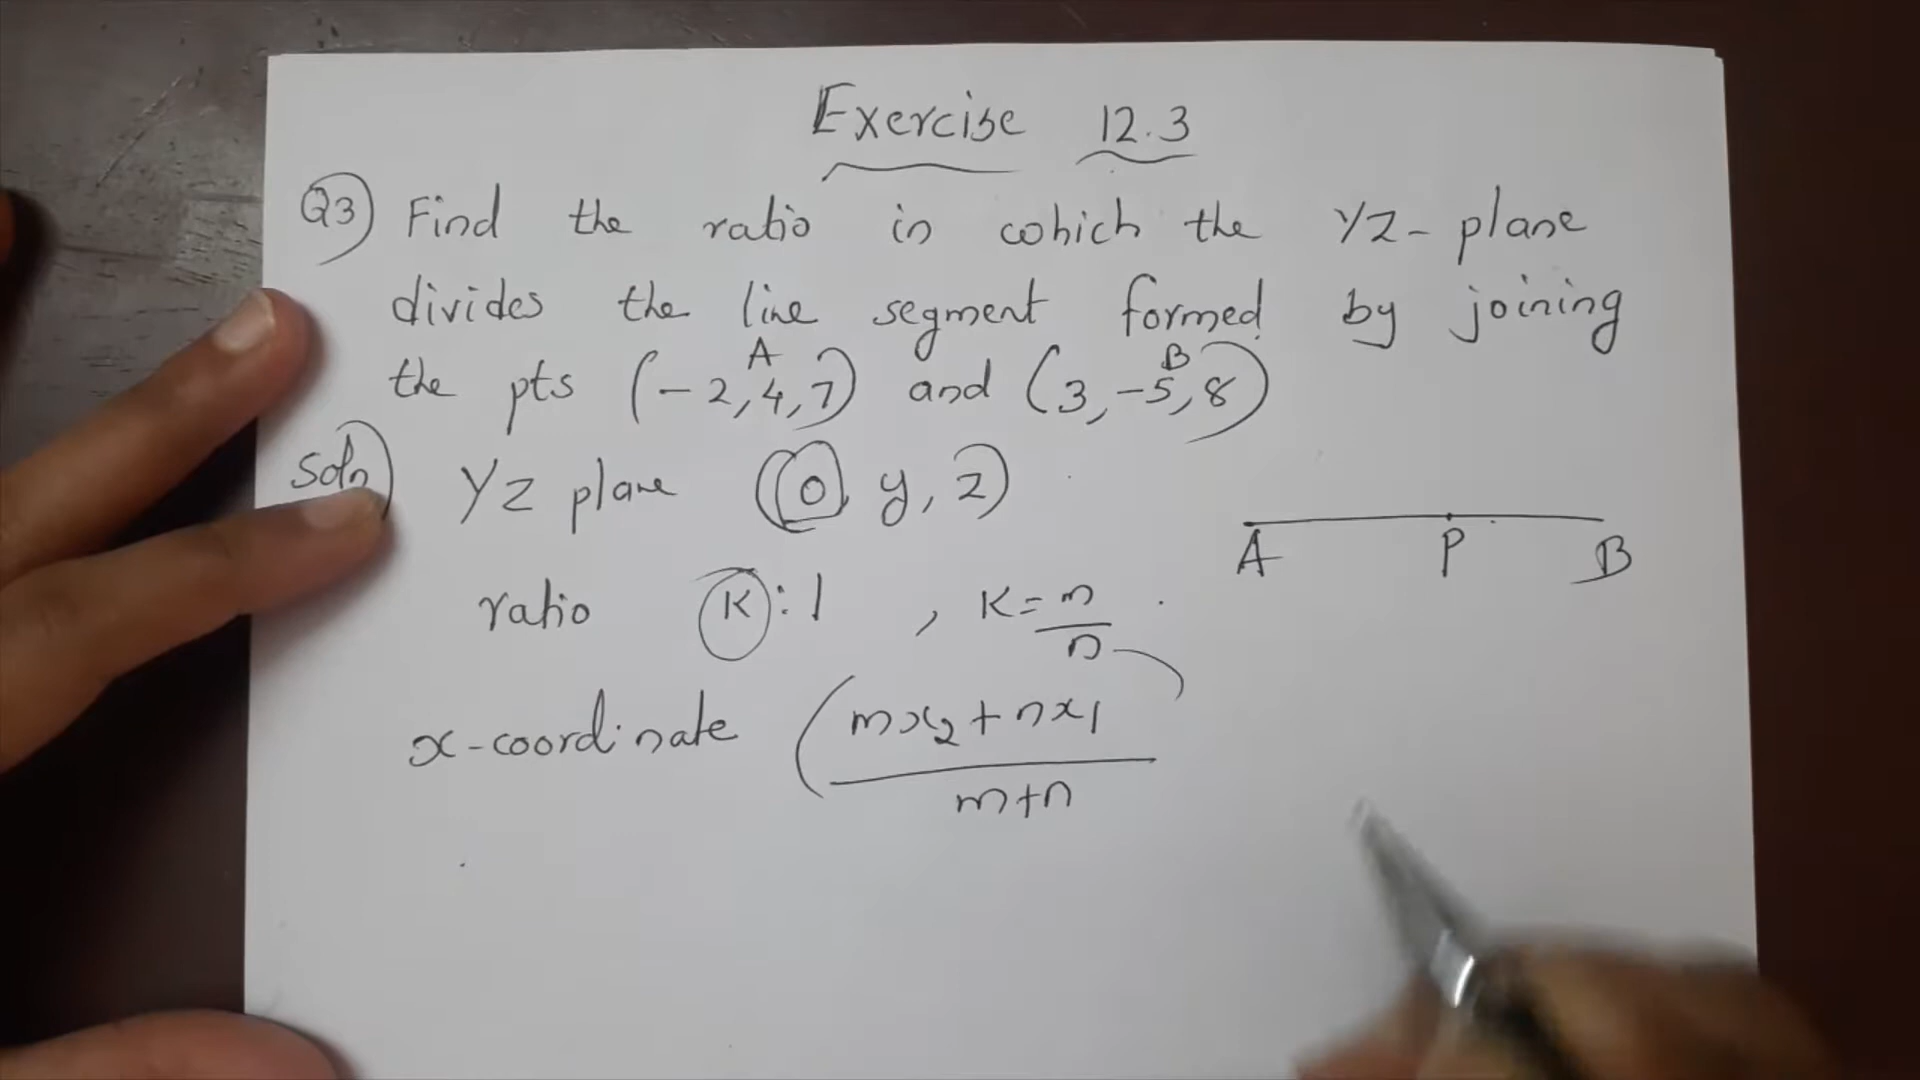 Exercise 12.3
Q3) Find the ratio in which the YZ-plane
divides the line segment formed by joining
A B
the pts (-2,4,7) and (3,-5,8)
Soln) YZ plane (0, y, z)
A P B
ratio K:1 , K=m/n
x-coordinate (mx₂+nx₁/m+n